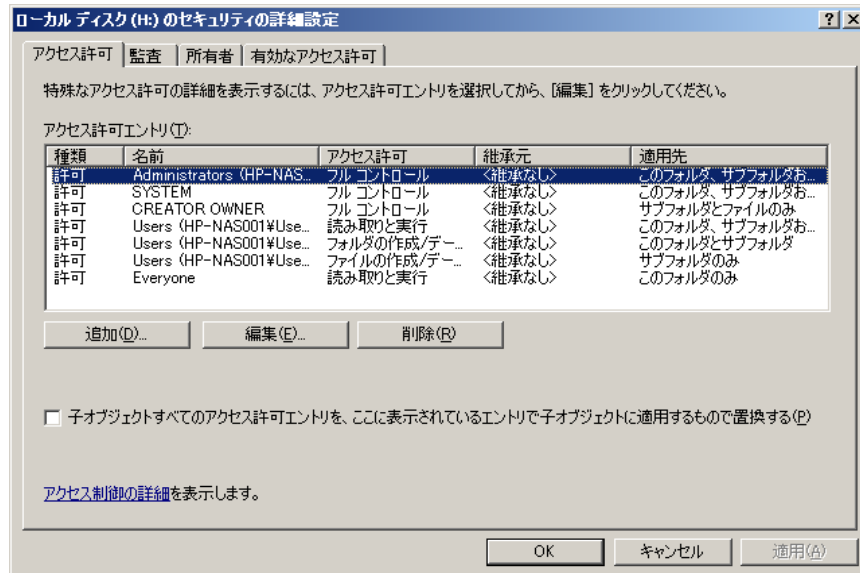 ローカル ディスク (H:) のセキュリティの詳細設定
アクセス許可 監査 所有者 有効なアクセス許可
特殊なアクセス許可の詳細を表示するには、アクセス許可エントリを選択してから、[編集] をクリックしてください。
アクセス許可エントリ(T):
種類 名前 アクセス許可 継承元 適用先
許可 Administrators (HP-NAS... フル コントロール <継承なし> このフォルダ、サブフォルダお...
許可 SYSTEM フル コントロール <継承なし> このフォルダ、サブフォルダお...
許可 CREATOR OWNER フル コントロール <継承なし> サブフォルダとファイルのみ
許可 Users (HP-NAS001¥Use... 読み取りと実行 <継承なし> このフォルダ、サブフォルダお...
許可 Users (HP-NAS001¥Use... フォルダの作成/デー... <継承なし> このフォルダとサブフォルダ
許可 Users (HP-NAS001¥Use... ファイルの作成/デー... <継承なし> サブフォルダのみ
許可 Everyone 読み取りと実行 <継承なし> このフォルダのみ
追加(D)... 編集(E)... 削除(R)
子オブジェクトすべてのアクセス許可エントリを、ここに表示されているエントリで子オブジェクトに適用するもので置換する(P)
アクセス制御の詳細を表示します。
OK キャンセル 適用(A)